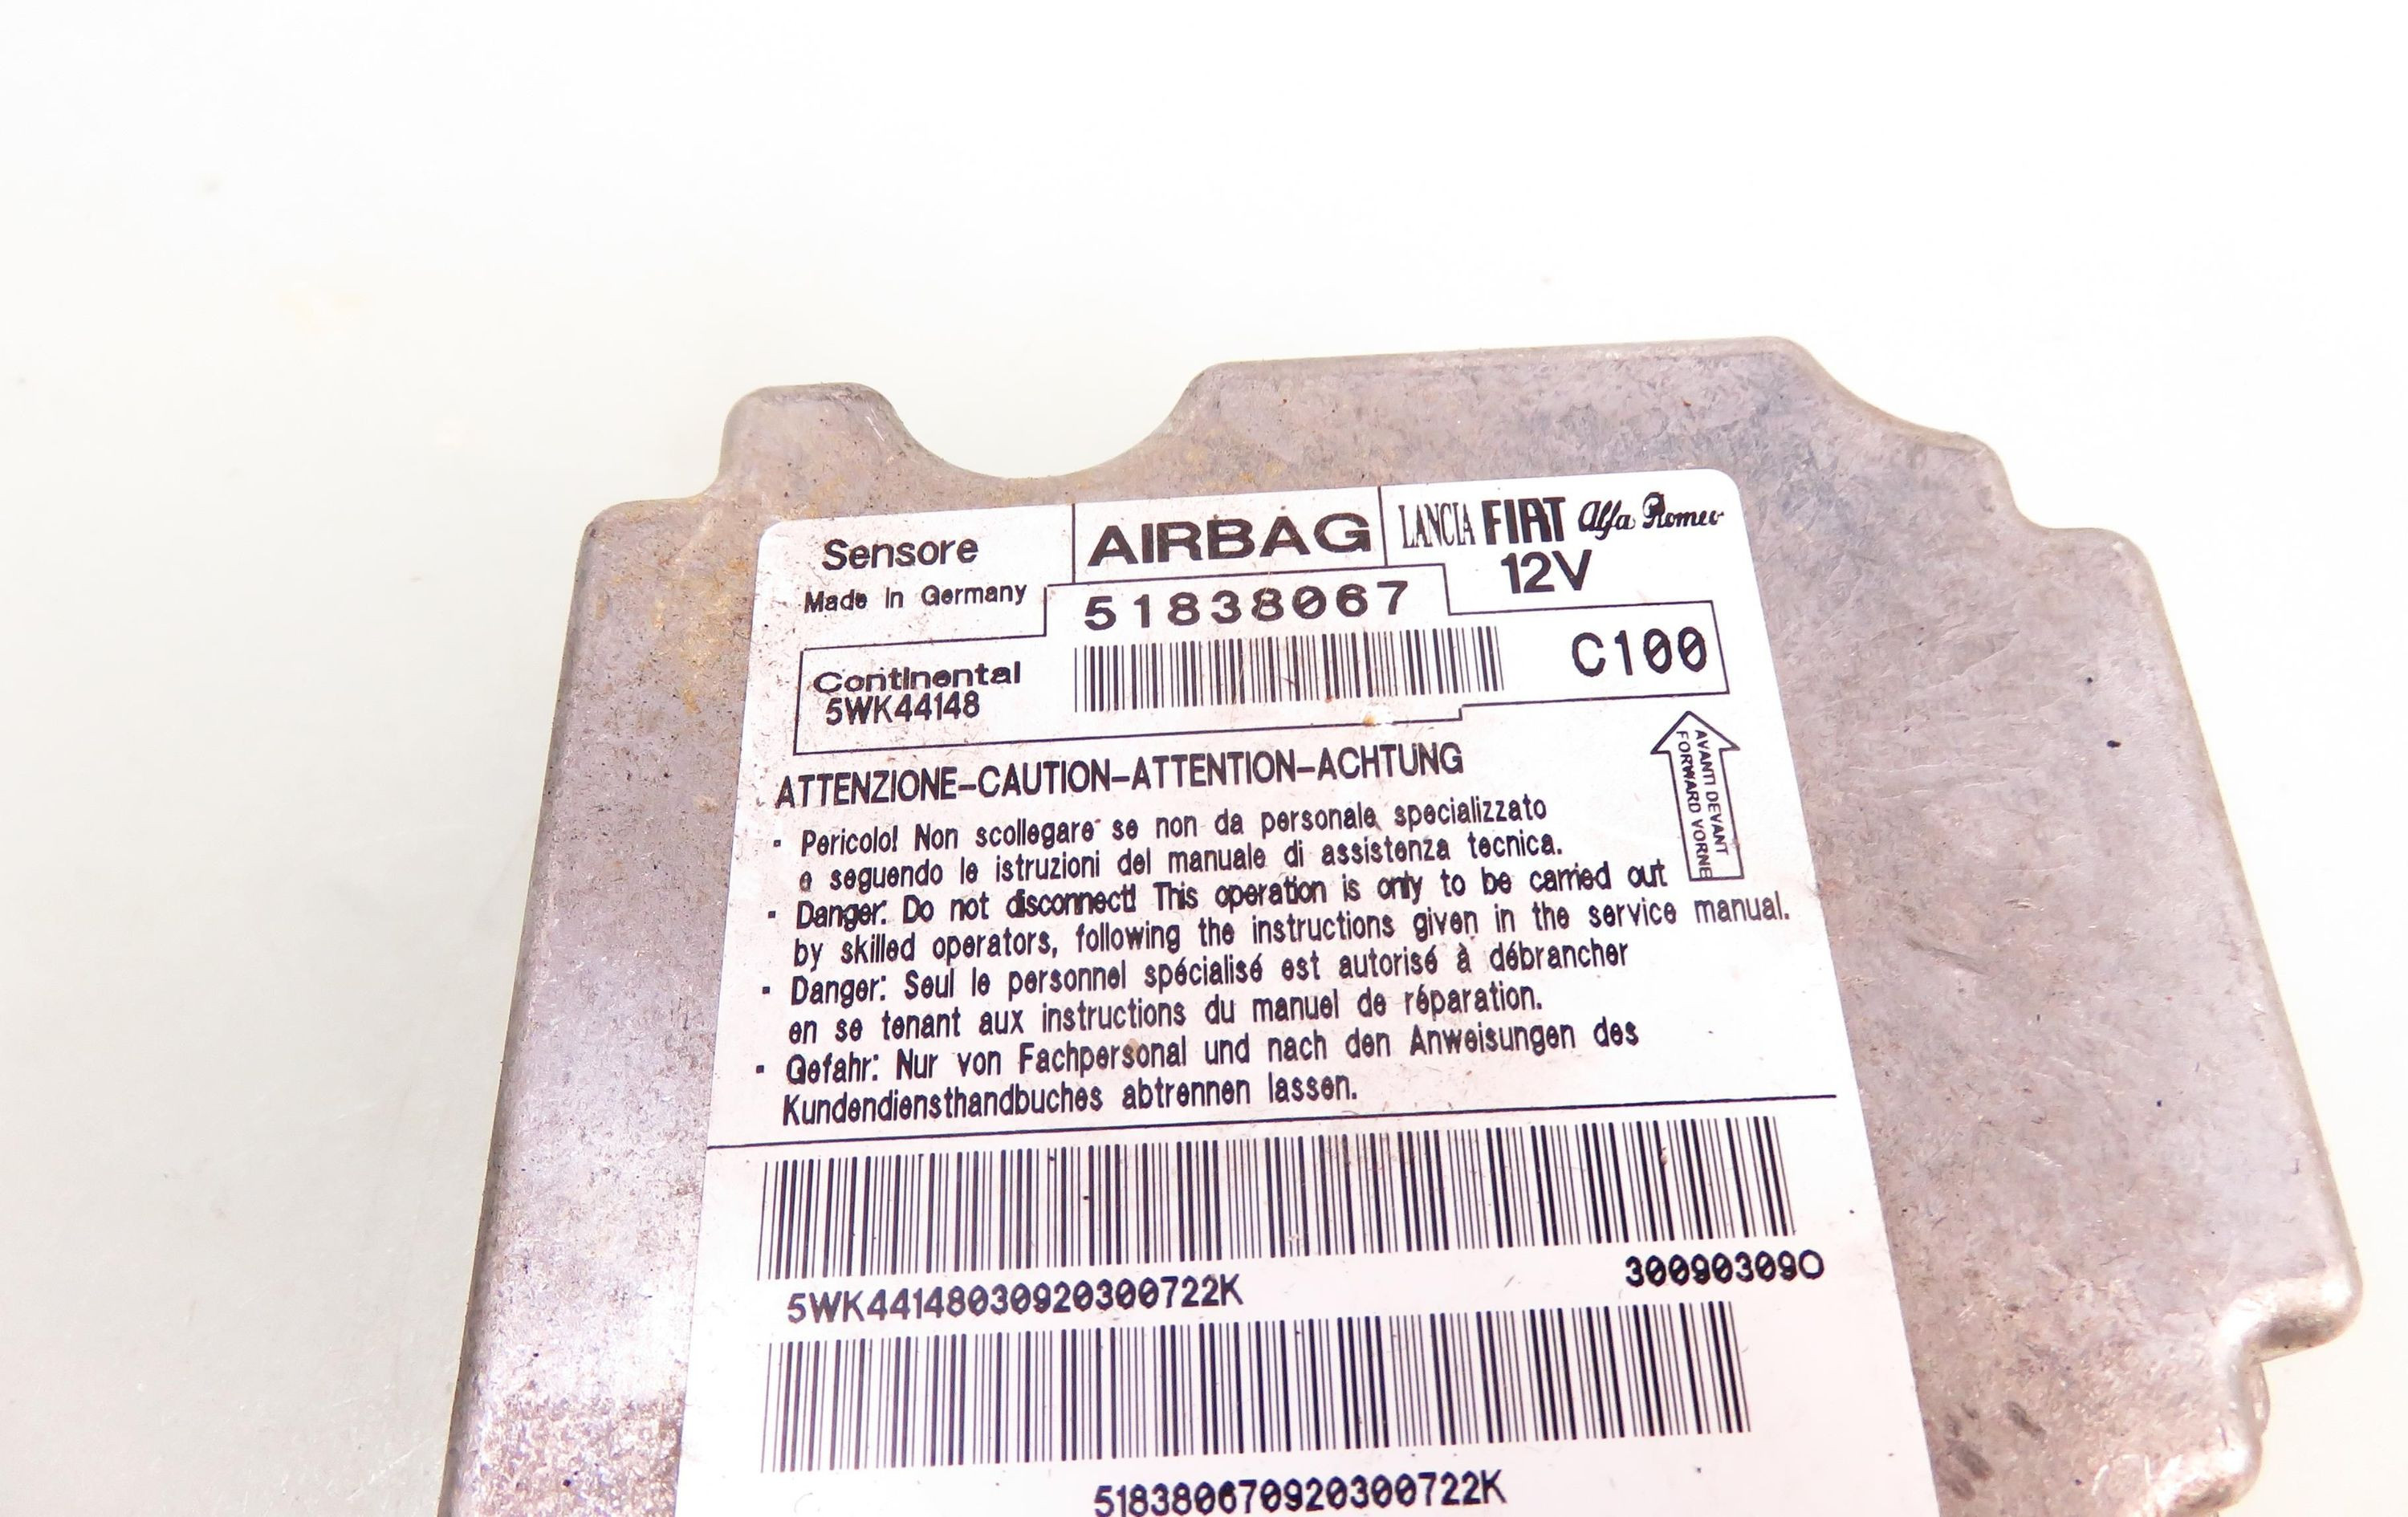 Sensore
Made In Germany
AIRBAG
LANCIA FIAT Alfa Romeo
12V
51838067
Continental
5WK44148
C100
AVANTI DEVANT
FORWARD VORNE
ATTENZIONE-CAUTION-ATTENTION-ACHTUNG
- Pericolo! Non scollegare se non da personale specializzato
e seguendo le istruzioni del manuale di assistenza tecnica.
- Danger: Do not disconnect! This operation is only to be carried out
by skilled operators, following the instructions given in the service manual.
- Danger: Seul le personnel spécialisé est autorisé à débrancher
en se tenant aux instructions du manuel de réparation.
- Gefahr: Nur von Fachpersonal und nach den Anweisungen des
Kundendiensthandbuches abtrennen lassen.
5WK44148030920300722K
300903090
518380670920300722K